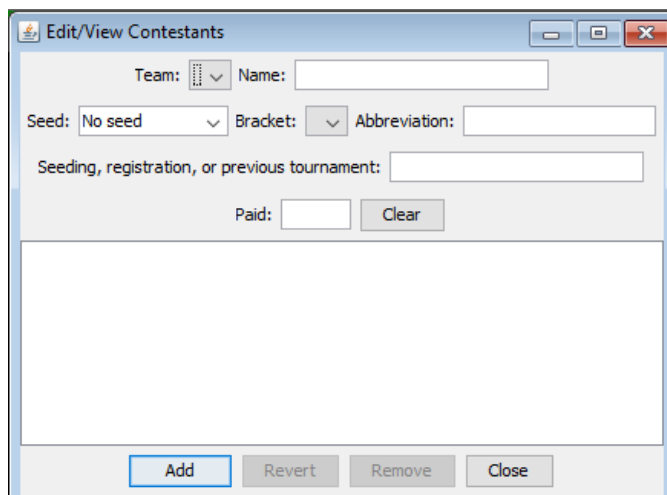 Edit/View Contestants
Team: Name:
Seed: No seed Bracket: Abbreviation:
Seeding, registration, or previous tournament:
Paid: Clear
Add Revert Remove Close